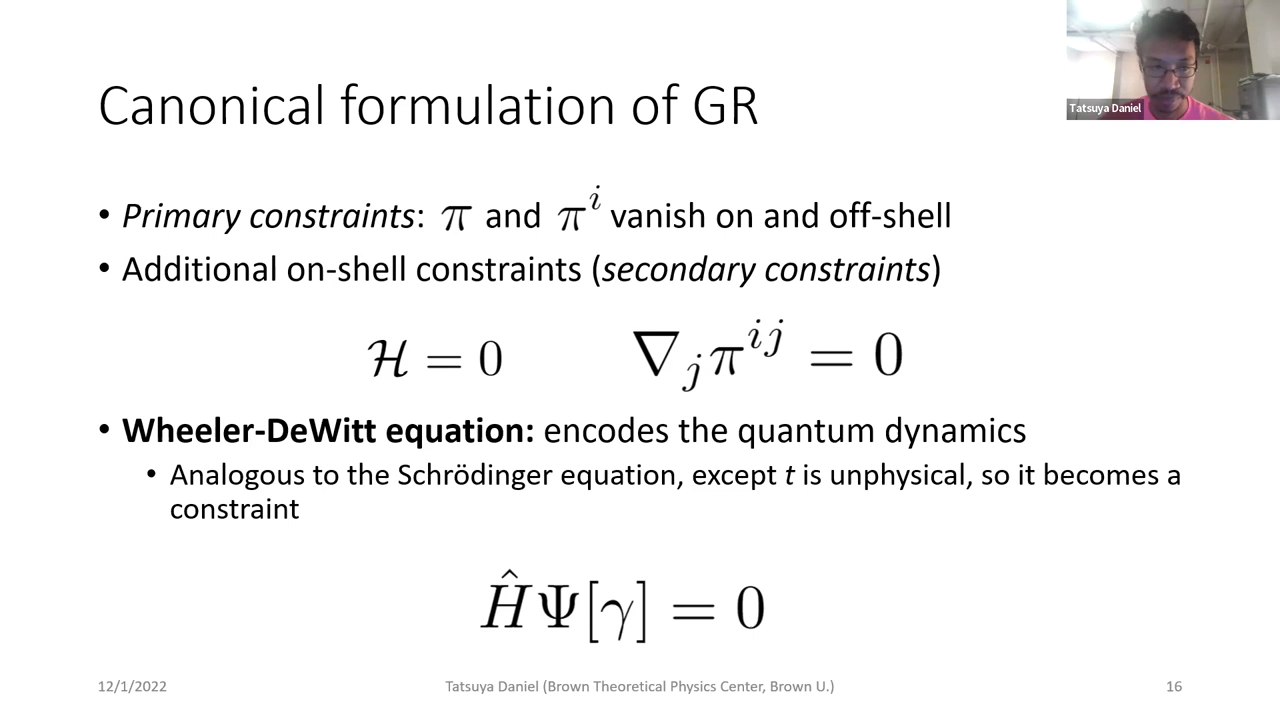 Tatsuya Daniel
Canonical formulation of GR
• Primary constraints: π and π^i vanish on and off-shell
• Additional on-shell constraints (secondary constraints)
ℋ = 0    ∇_j π^{ij} = 0
• Wheeler-DeWitt equation: encodes the quantum dynamics
• Analogous to the Schrödinger equation, except t is unphysical, so it becomes a
constraint
ĤΨ[γ] = 0
12/1/2022    Tatsuya Daniel (Brown Theoretical Physics Center, Brown U.)    16